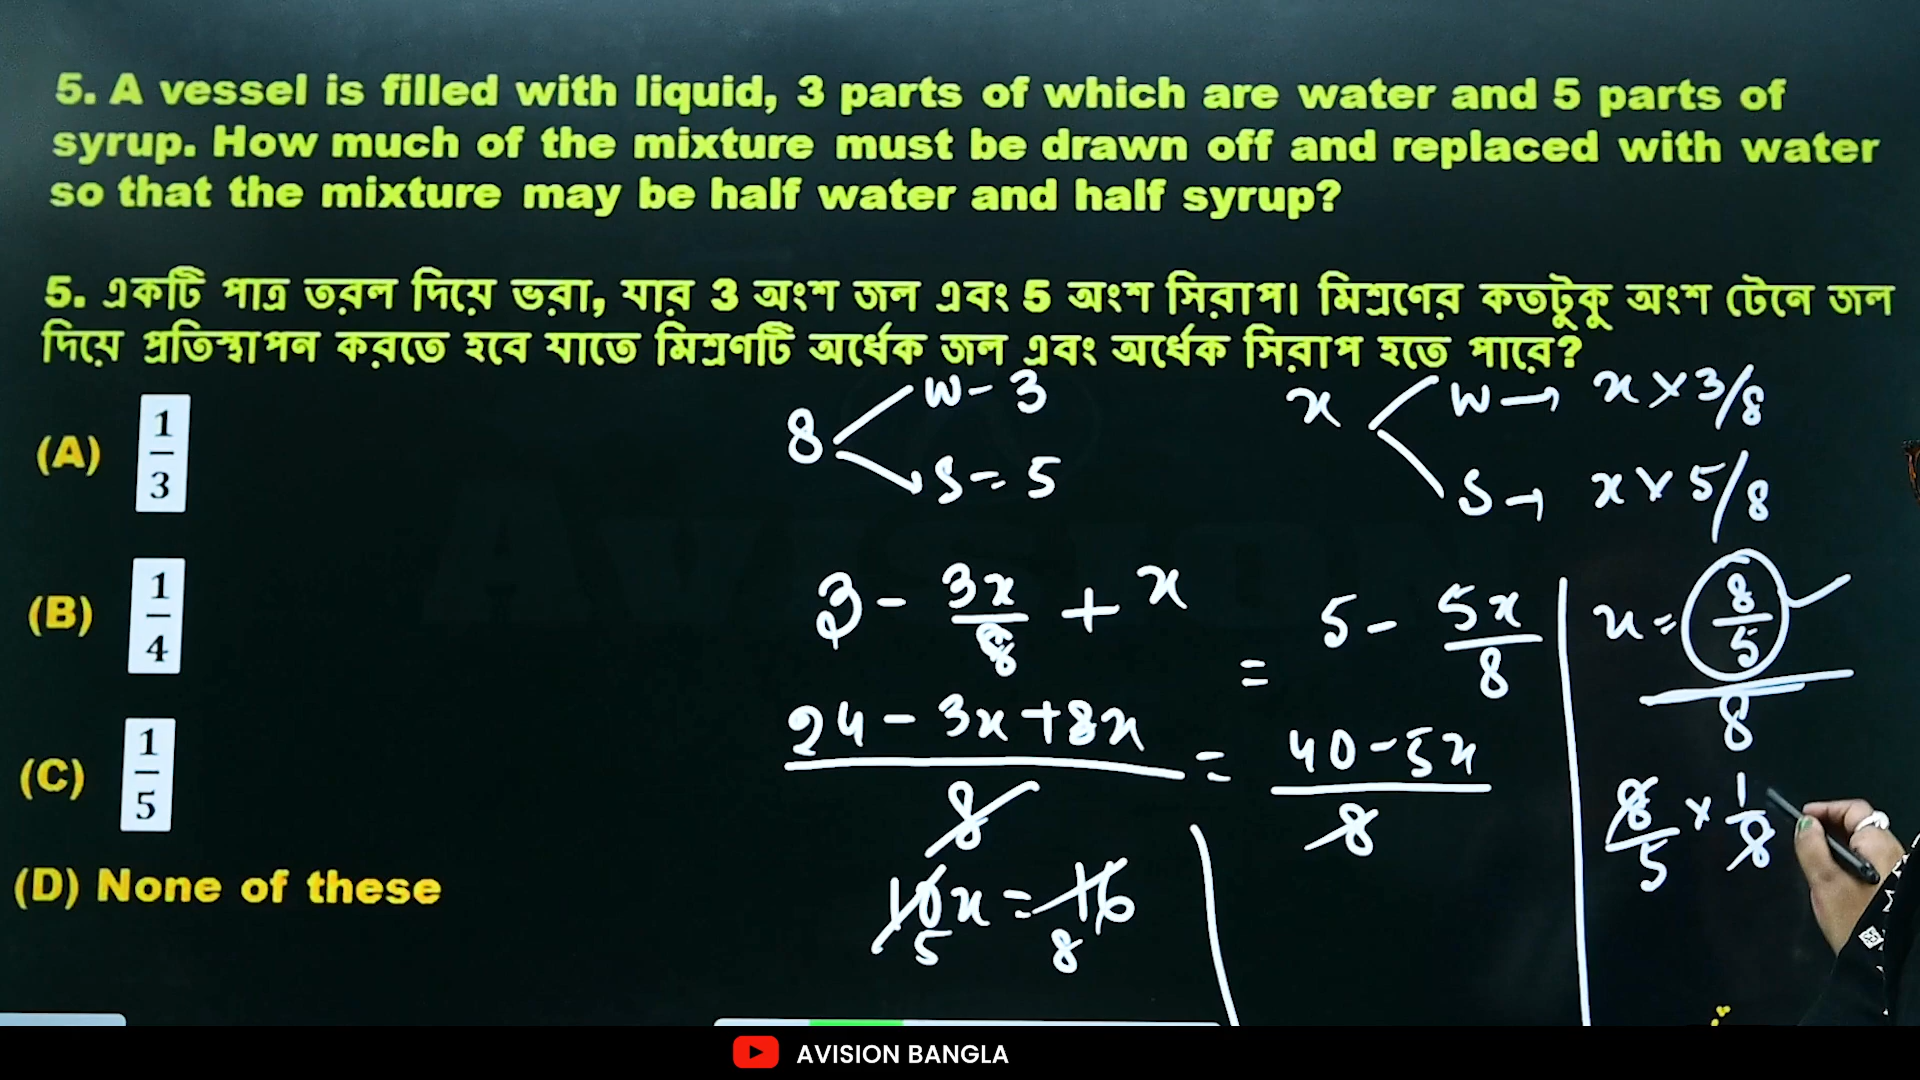 5. A vessel is filled with liquid, 3 parts of which are water and 5 parts of
syrup. How much of the mixture must be drawn off and replaced with water
so that the mixture may be half water and half syrup?
5. একটি পাত্র তরল দিয়ে ভরা, যার 3 অংশ জল এবং 5 অংশ সিরাপ। মিশ্রণের কতটুকু অংশ টেনে জল
দিয়ে প্রতিস্থাপন করতে হবে যাতে মিশ্রণটি অর্ধেক জল এবং অর্ধেক সিরাপ হতে পারে?
(A) 1/3
(B) 1/4
(C) 1/5
(D) None of these
8 W - 3
S = 5
x W → x × 3/8
S → x × 5/8
3 - 3x/8 + x = 5 - 5x/8
24 - 3x + 8x / 8 = 40 - 5x / 8
10x = 16
5 8
x = 8/5
8
8/5 × 1/8
AVISION
AVISION BANGLA